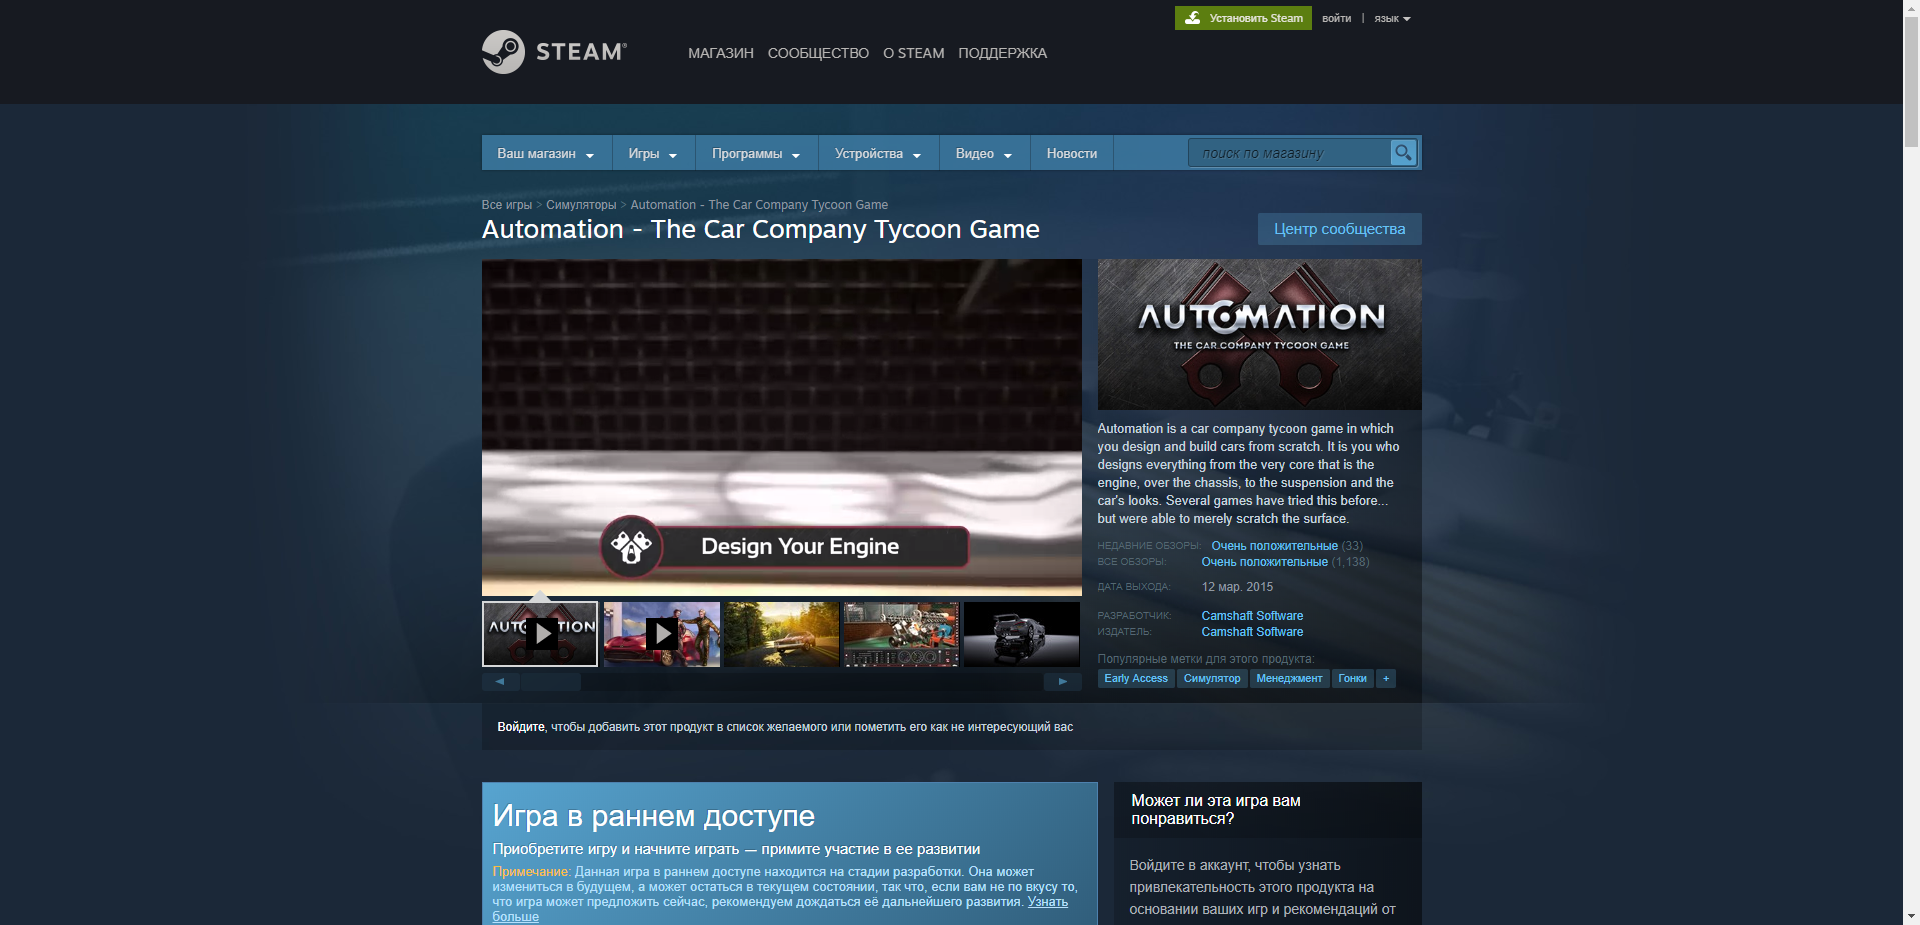 Установить Steam
войти | язык
STEAM®
МАГАЗИН СООБЩЕСТВО О STEAM ПОДДЕРЖКА
Ваш магазин Игры Программы Устройства Видео Новости
поиск по магазину
Все игры > Симуляторы > Automation - The Car Company Tycoon Game
Automation - The Car Company Tycoon Game
Центр сообщества
Design Your Engine
AUTOMATION
AUTOMATION
THE CAR COMPANY TYCOON GAME
Automation is a car company tycoon game in which
you design and build cars from scratch. It is you who
designs everything from the very core that is the
engine, over the chassis, to the suspension and the
car's looks. Several games have tried this before...
but were able to merely scratch the surface.
НЕДАВНИЕ ОБЗОРЫ: Очень положительные (33)
ВСЕ ОБЗОРЫ: Очень положительные (1,138)
ДАТА ВЫХОДА: 12 мар. 2015
РАЗРАБОТЧИК: Camshaft Software
ИЗДАТЕЛЬ: Camshaft Software
Популярные метки для этого продукта:
Early Access Симулятор Менеджмент Гонки +
Войдите, чтобы добавить этот продукт в список желаемого или пометить его как не интересующий вас
Игра в раннем доступе
Приобретите игру и начните играть — примите участие в ее развитии
Примечание: Данная игра в раннем доступе находится на стадии разработки. Она может
измениться в будущем, а может остаться в текущем состоянии, так что, если вам не по вкусу то,
что игра может предложить сейчас, рекомендуем дождаться её дальнейшего развития. Узнать
больше
Может ли эта игра вам
понравиться?
Войдите в аккаунт, чтобы узнать
привлекательность этого продукта на
основании ваших игр и рекомендаций от